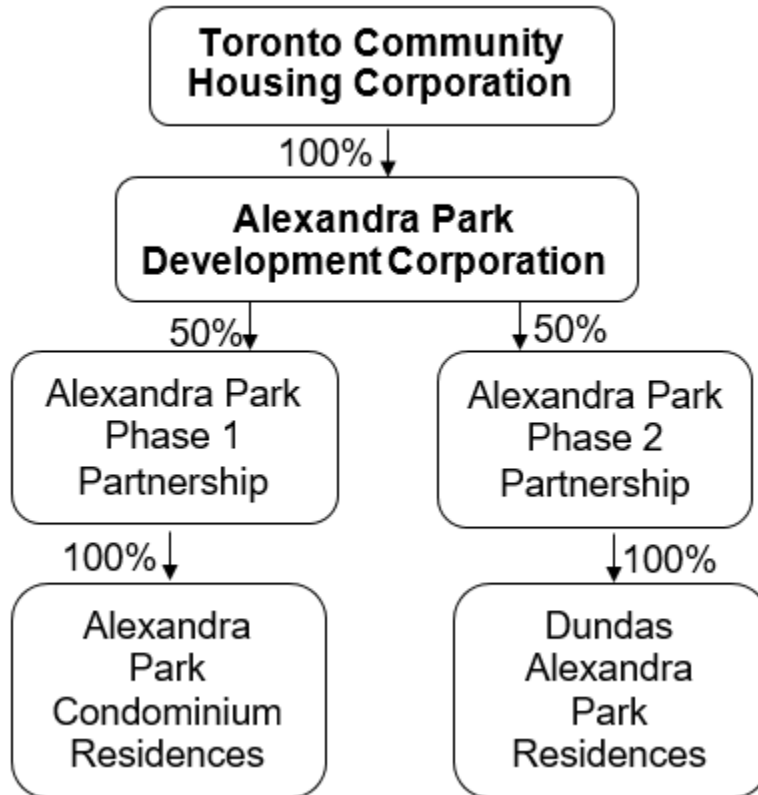 Toronto Community
Housing Corporation
100%
Alexandra Park
Development Corporation
50%
50%
Alexandra Park
Phase 1
Partnership
Alexandra Park
Phase 2
Partnership
100%
100%
Alexandra
Park
Condominium
Residences
Dundas
Alexandra
Park
Residences